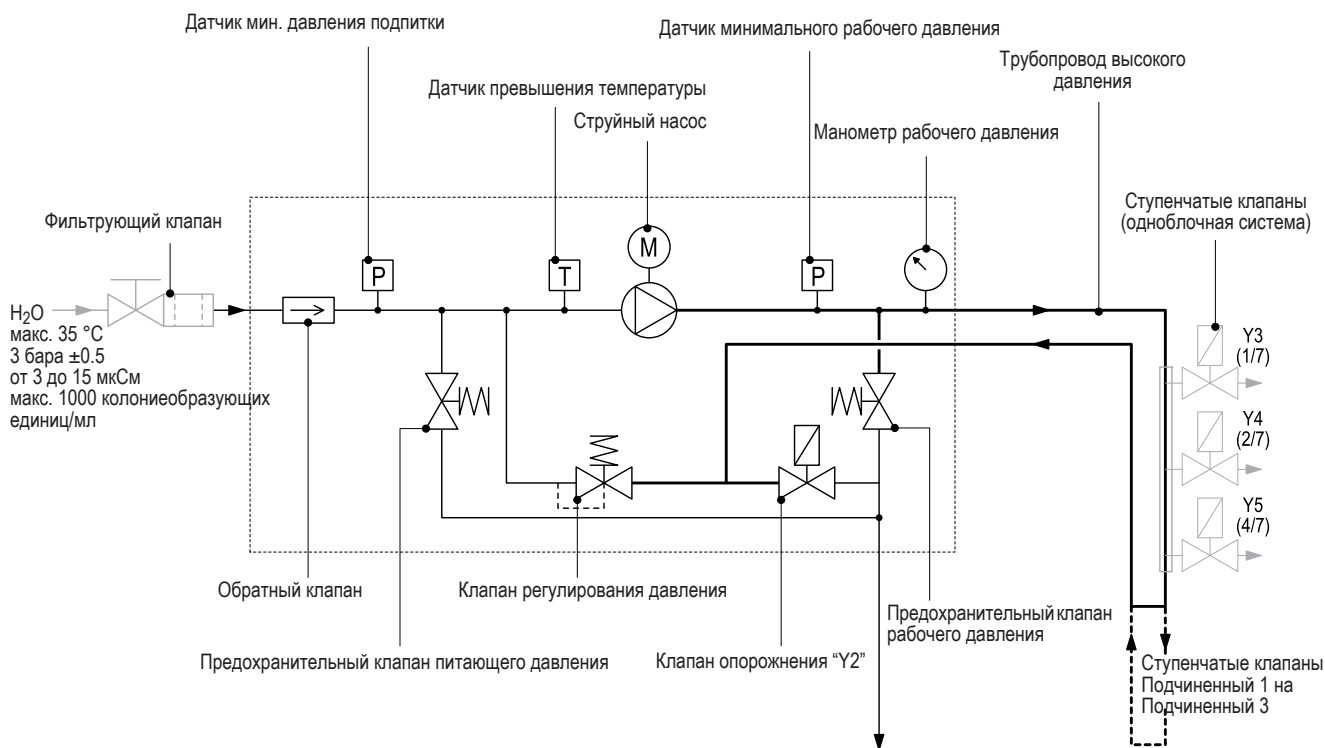 Датчик мин. давления подпитки
Датчик минимального рабочего давления
Трубопровод высокого
давления
Датчик превышения температуры
Струйный насос
Манометр рабочего давления
Ступенчатые клапаны
(одноблочная система)
Фильтрующий клапан
M
P
T
P
H₂O
макс. 35 °C
3 бара ±0.5
от 3 до 15 мкСм
макс. 1000 колониеобразующих
единиц/мл
Y3
(1/7)
Y4
(2/7)
Y5
(4/7)
Обратный клапан
Клапан регулирования давления
Предохранительный клапан
рабочего давления
Предохранительный клапан питающего давления
Клапан опорожнения “Y2”
Ступенчатые клапаны
Подчиненный 1 на
Подчиненный 3